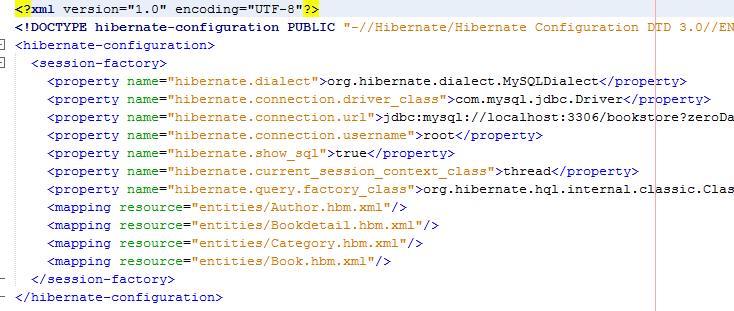 <?xml version="1.0" encoding="UTF-8"?>
<!DOCTYPE hibernate-configuration PUBLIC "-//Hibernate/Hibernate Configuration DTD 3.0//EN
<hibernate-configuration>
<session-factory>
<property name="hibernate.dialect">org.hibernate.dialect.MySQLDialect</property>
<property name="hibernate.connection.driver_class">com.mysql.jdbc.Driver</property>
<property name="hibernate.connection.url">jdbc:mysql://localhost:3306/bookstore?zeroDa
<property name="hibernate.connection.username">root</property>
<property name="hibernate.show_sql">true</property>
<property name="hibernate.current_session_context_class">thread</property>
<property name="hibernate.query.factory_class">org.hibernate.hql.internal.classic.Clas
<mapping resource="entities/Author.hbm.xml"/>
<mapping resource="entities/Bookdetail.hbm.xml"/>
<mapping resource="entities/Category.hbm.xml"/>
<mapping resource="entities/Book.hbm.xml"/>
</session-factory>
</hibernate-configuration>